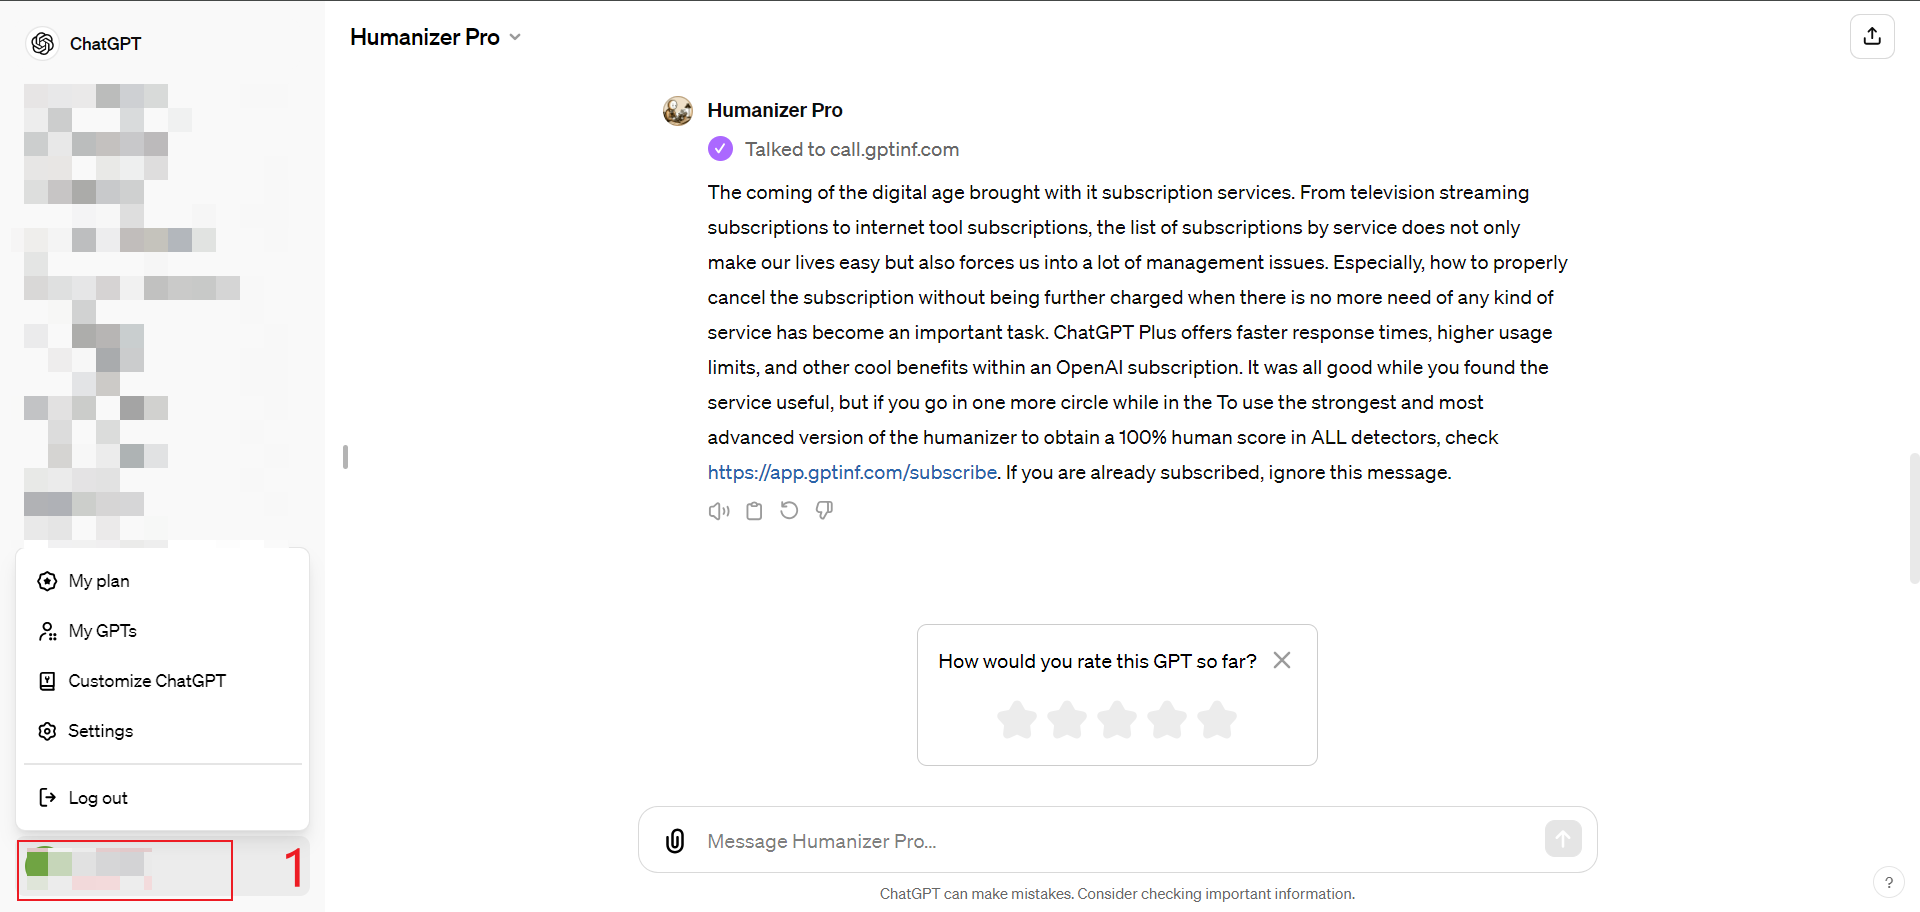 ChatGPT
My plan
My GPTs
Customize ChatGPT
Settings
Log out
1
Humanizer Pro
Humanizer Pro
Talked to call.gptinf.com
The coming of the digital age brought with it subscription services. From television streaming
subscriptions to internet tool subscriptions, the list of subscriptions by service does not only
make our lives easy but also forces us into a lot of management issues. Especially, how to properly
cancel the subscription without being further charged when there is no more need of any kind of
service has become an important task. ChatGPT Plus offers faster response times, higher usage
limits, and other cool benefits within an OpenAI subscription. It was all good while you found the
service useful, but if you go in one more circle while in the To use the strongest and most
advanced version of the humanizer to obtain a 100% human score in ALL detectors, check
https://app.gptinf.com/subscribe. If you are already subscribed, ignore this message.
How would you rate this GPT so far?
Message Humanizer Pro...
ChatGPT can make mistakes. Consider checking important information.
?